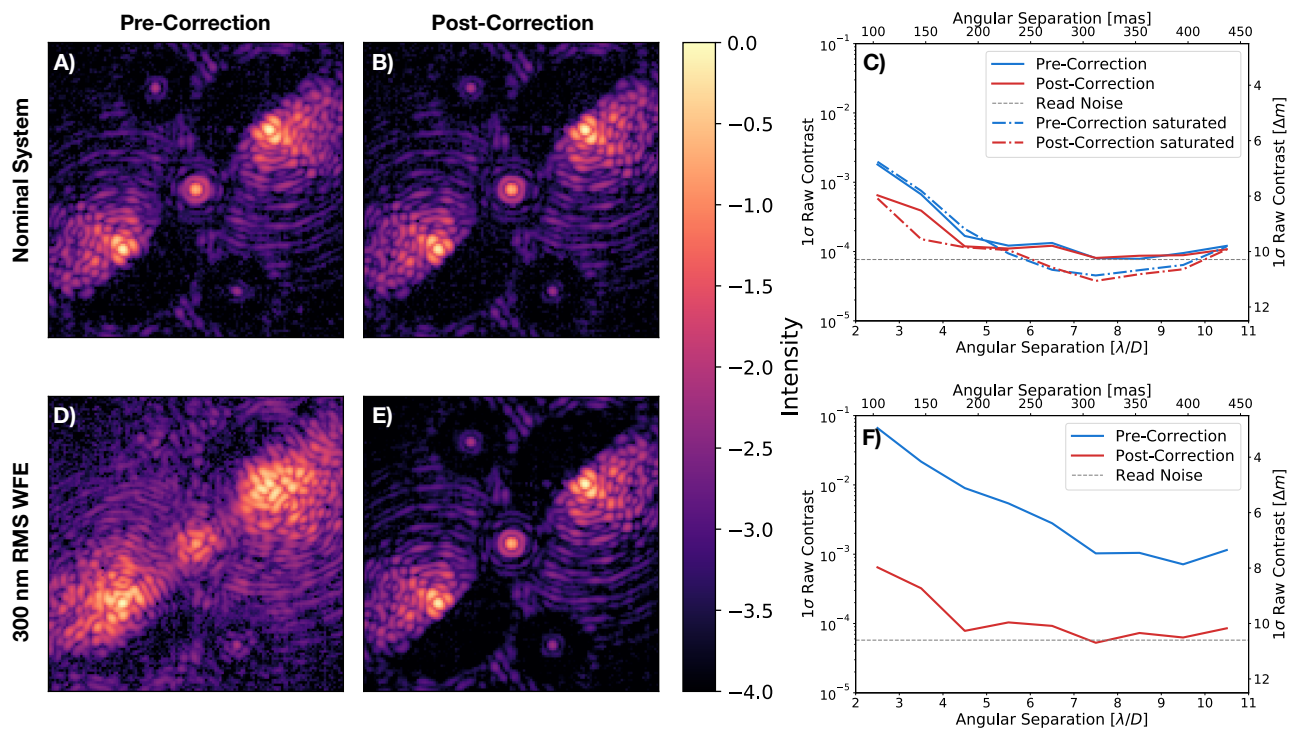 Pre-Correction
Post-Correction
Nominal System
300 nm RMS WFE
A)
B)
D)
E)
0.0
−0.5
−1.0
−1.5
−2.0
−2.5
−3.0
−3.5
−4.0
Intensity
Angular Separation [mas]
100 150 200 250 300 350 400 450
C)
Pre-Correction
Post-Correction
Read Noise
Pre-Correction saturated
Post-Correction saturated
1σ Raw Contrast
10⁻¹
10⁻²
10⁻³
10⁻⁴
10⁻⁵
4
6
8
10
12
1σ Raw Contrast [Δm]
2 3 4 5 6 7 8 9 10 11
Angular Separation [λ/D]
Angular Separation [mas]
100 150 200 250 300 350 400 450
F)
Pre-Correction
Post-Correction
Read Noise
1σ Raw Contrast
10⁻¹
10⁻²
10⁻³
10⁻⁴
10⁻⁵
4
6
8
10
12
1σ Raw Contrast [Δm]
2 3 4 5 6 7 8 9 10 11
Angular Separation [λ/D]